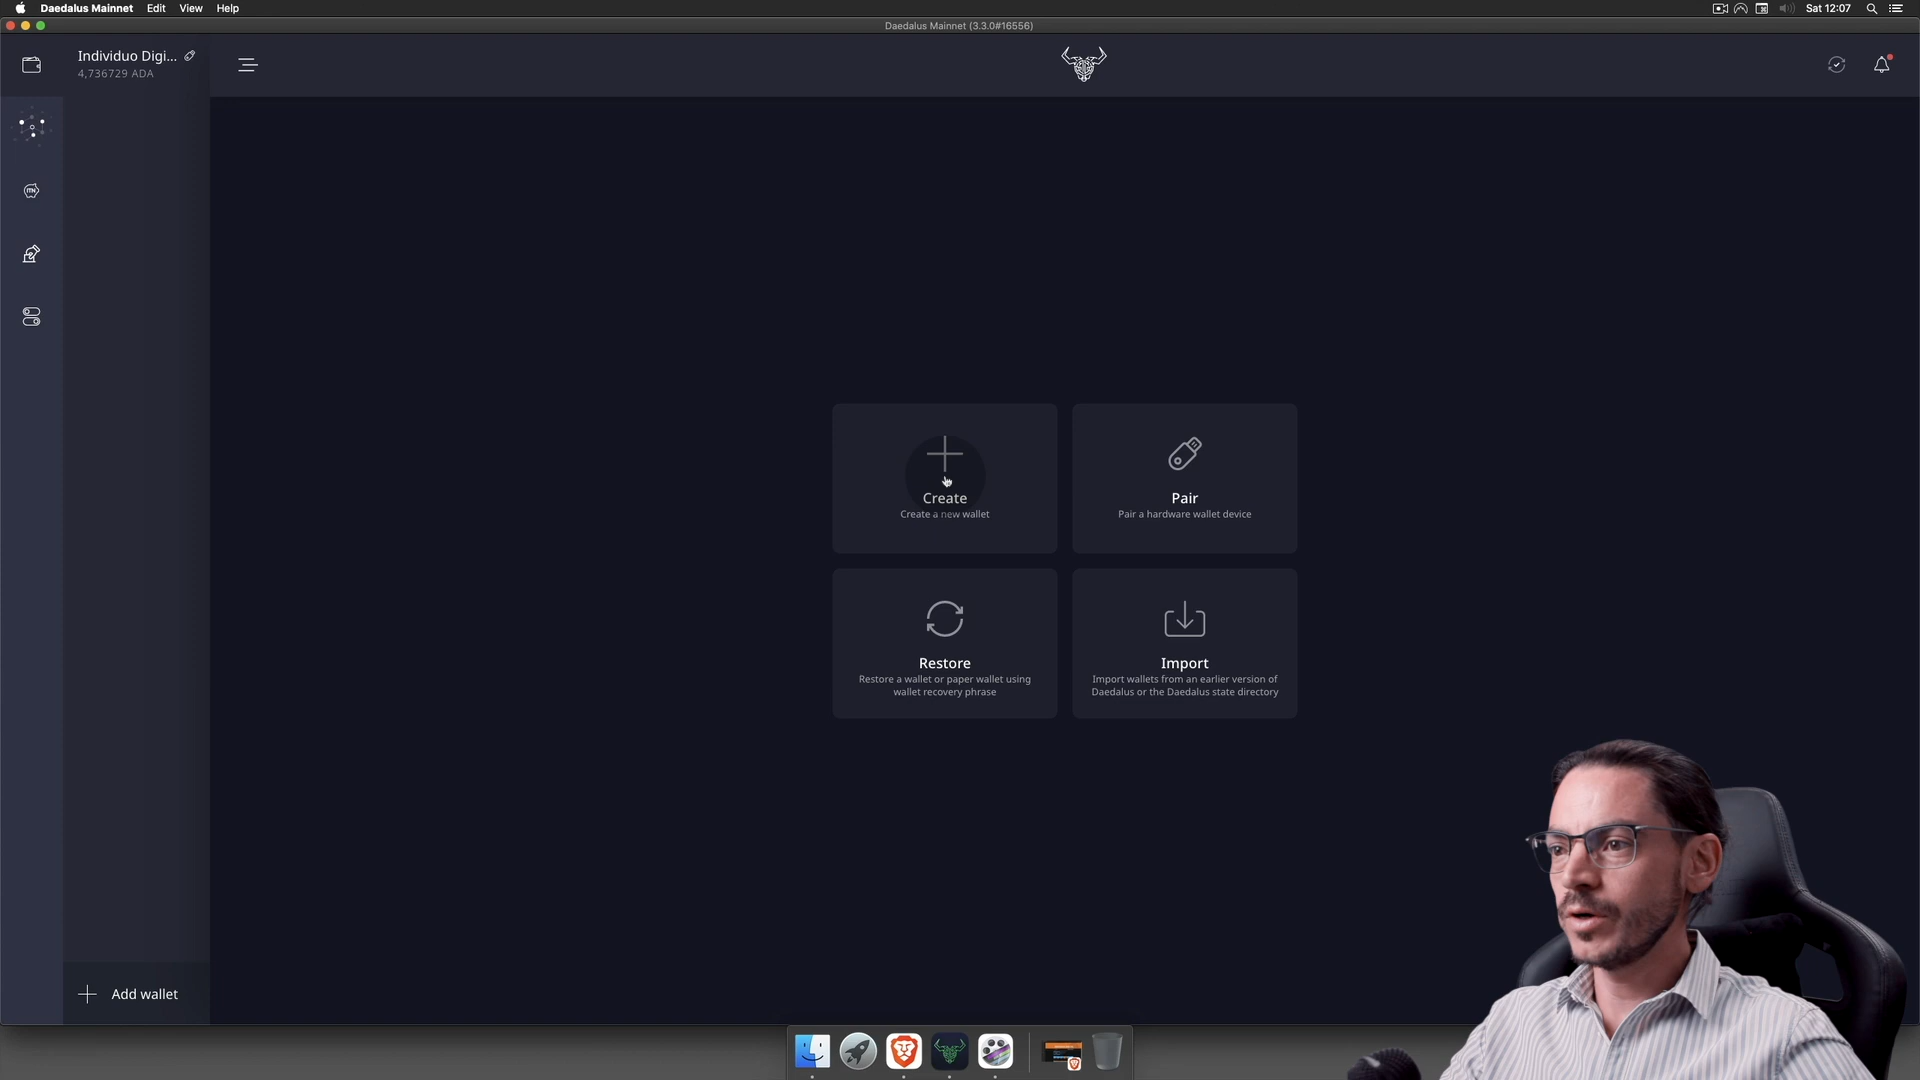 Daedalus Mainnet Edit View Help
Sat 12:07
Daedalus Mainnet (3.3.0#16556)
Individuo Digi...
4,736729 ADA
Create
Create a new wallet
Pair
Pair a hardware wallet device
Restore
Restore a wallet or paper wallet using
wallet recovery phrase
Import
Import wallets from an earlier version of
Daedalus or the Daedalus state directory
Add wallet